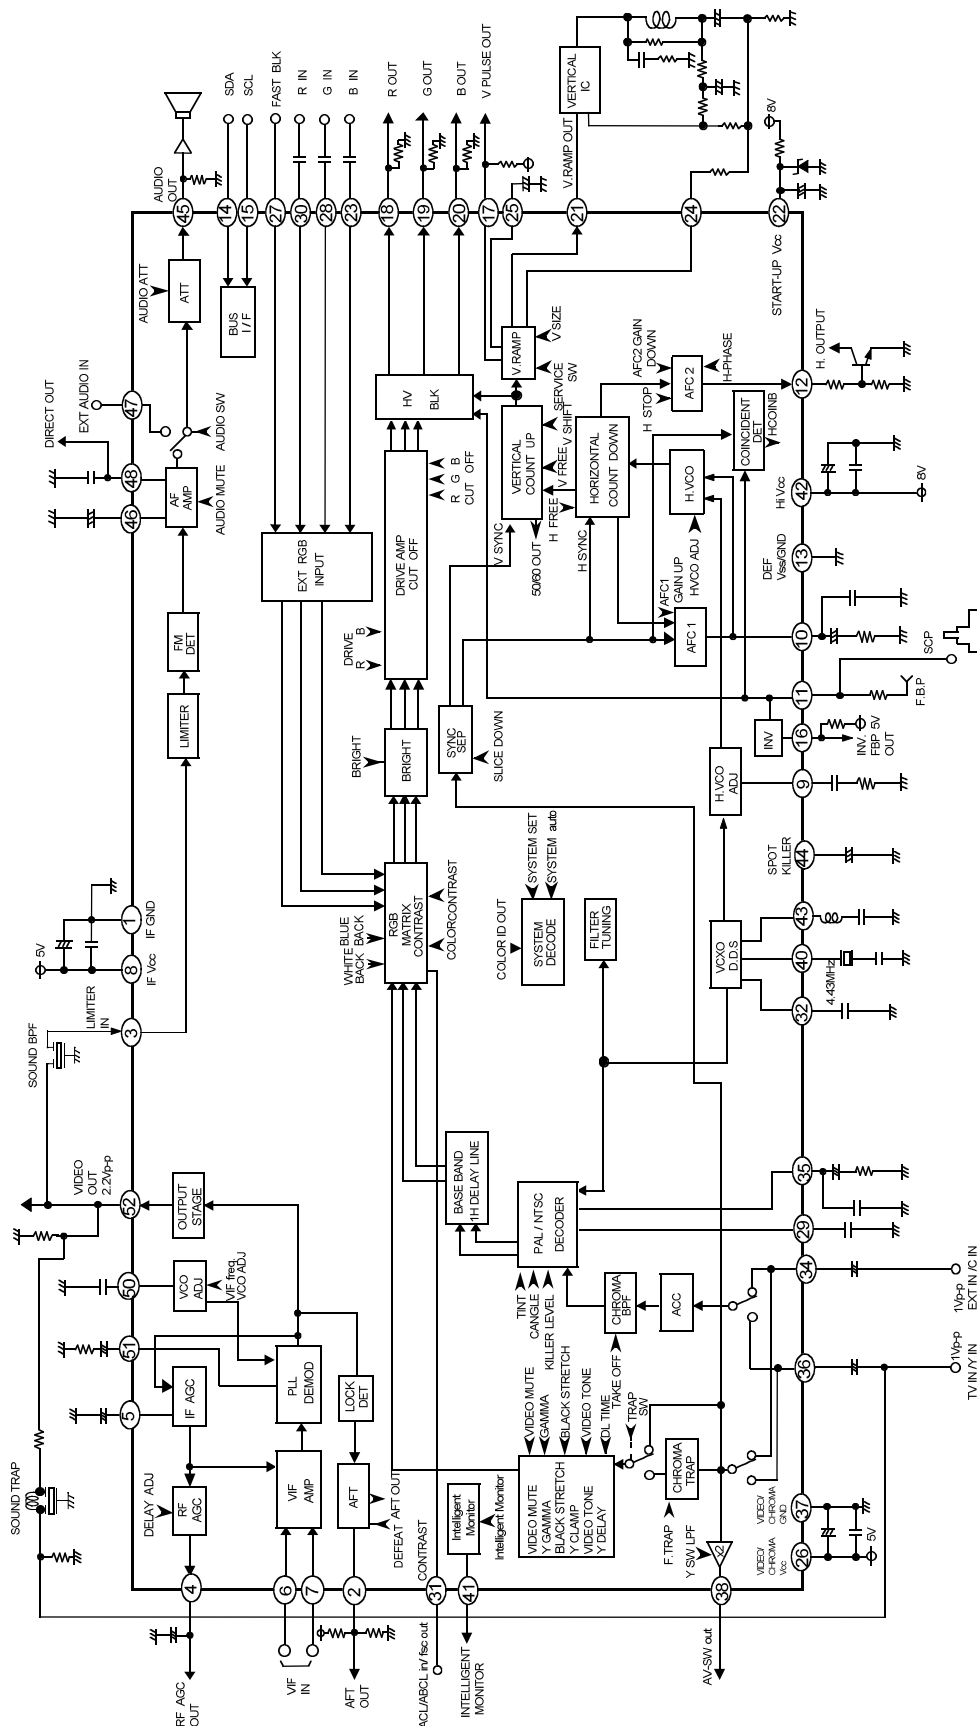 AUDIO
OUT
SDA
SCL
FAST BLK
R IN
G IN
B IN
R OUT
G OUT
B OUT
V PULSE OUT
V.RAMP OUT
VERTICAL
IC
8V
START-UP Vcc
45
14
15
27
30
28
23
18
19
20
17
25
21
24
22
AUDIO ATT
ATT
BUS
I / F
DIRECT OUT
EXT AUDIO IN
47
48
46
AF
AMP
AUDIO SW
AUDIO MUTE
HV
BLK
V.RAMP
V SIZE
SERVICE
SW
AFC2 GAIN
DOWN
H STOP
AFC 2
H-PHASE
H. OUTPUT
12
VERTICAL
COUNT UP
V FREE
V SHIFT
HORIZONTAL
COUNT DOWN
H FREE
H SYNC
V SYNC
50/60 OUT
H.VCO
COINCIDENT
DET
HCOINB
AFC1
GAIN UP
HVCO ADJ
AFC 1
Hi Vcc
42
8V
DEF
Vss/GND
13
10
SCP
11
F.B.P
INV
16
INV.
FBP
OUT
5V
H.VCO
ADJ
9
SPOT
KILLER
44
EXT RGB
INPUT
DRIVE AMP
CUT OFF
R G B
CUT OFF
DRIVE
R
B
FM
DET
LIMITER
BRIGHT
BRIGHT
SYNC
SEP
SLICE DOWN
RGB
MATRIX
CONTRAST
WHITE BLUE
BACK BACK
COLORCONTRAST
COLOR ID OUT
SYSTEM
DECODE
SYSTEM SET
SYSTEM auto
FILTER
TUNING
VCXO
D.D.S
43
40
4.43MHz
32
5V
1
IF GND
8
IF Vcc
LIMITER
IN
3
SOUND BPF
VIDEO
OUT
2.2Vp-p
52
OUTPUT
STAGE
50
VCO
ADJ
VIF freq.
VCO ADJ
51
5
IF AGC
PLL
DEMOD
LOCK
DET
SOUND TRAP
DELAY ADJ
RF
AGC
VIF
AMP
AFT
AFT OUT
DEFEAT
CONTRAST
Intelligent
Monitor
Intelligent Monitor
BASE BAND
1H DELAY LINE
PAL / NTSC
DECODER
TINT
CANGLE
KILLER LEVEL
CHROMA
BPF
ACC
TAKE OFF
35
29
34
36
1Vp-p
EXT IN /C IN
1Vp-p
TV IN /Y IN
VIDEO MUTE
GAMMA
BLACK STRETCH
VIDEO TONE
DL TIME
TRAP
SW
VIDEO MUTE
Y GAMMA
BLACK STRETCH
Y CLAMP
VIDEO TONE
Y DELAY
CHROMA
TRAP
F.TRAP
Y SW LPF
x2
VIDEO/
CHROMA
GND
37
VIDEO/
CHROMA
Vcc
26
5V
4
6
7
2
31
41
38
RF AGC
OUT
VIF
IN
AFT
OUT
ACL/ABCL in/ fsc out
INTELLIGENT
MONITOR
AV-SW out